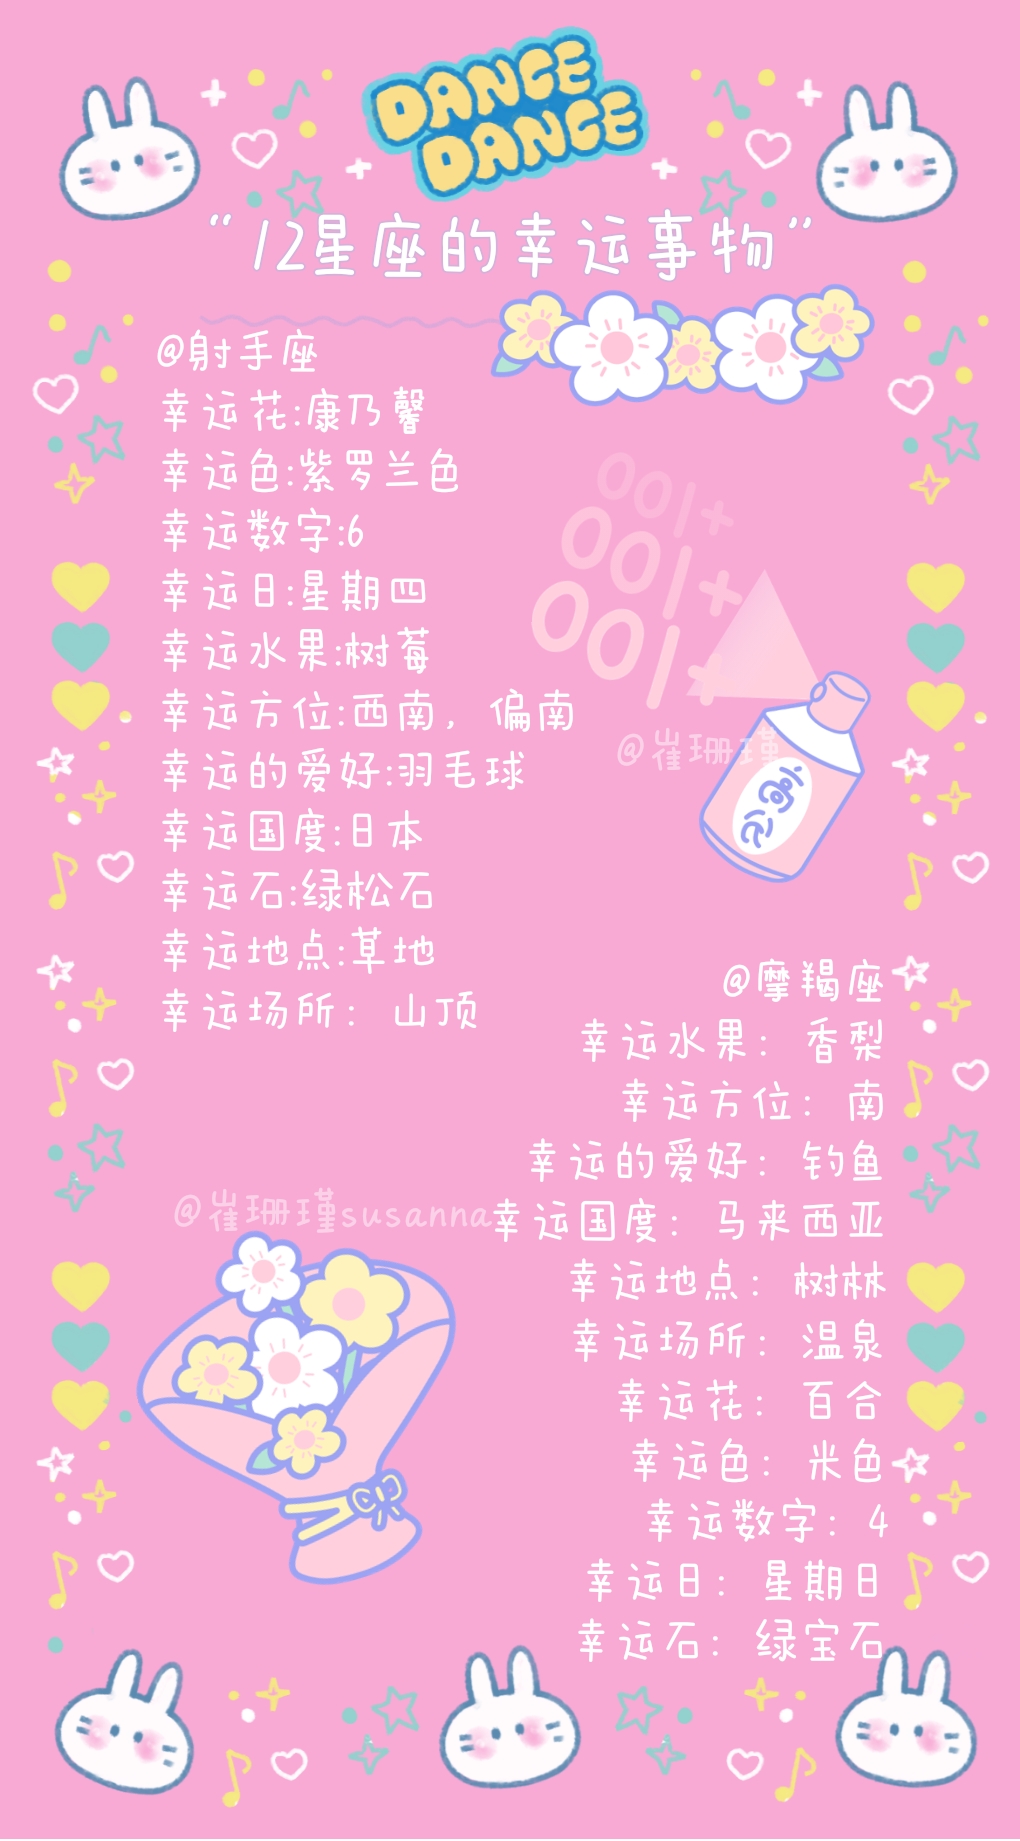 DANCE
DANCE
“12星座的幸运事物”
@射手座
幸运花:康乃馨
幸运色:紫罗兰色
幸运数字:6
幸运日:星期四
幸运水果:树莓
幸运方位:西南，偏南
幸运的爱好:羽毛球
幸运国度:日本
幸运石:绿松石
幸运地点:草地
幸运场所：山顶
001+
001+
001+
@崔珊瑾
@摩羯座
幸运水果：香梨
幸运方位：南
幸运的爱好：钓鱼
@崔珊瑾susanna
幸运国度：马来西亚
幸运地点：树林
幸运场所：温泉
幸运花：百合
幸运色：米色
幸运数字：4
幸运日：星期日
幸运石：绿宝石